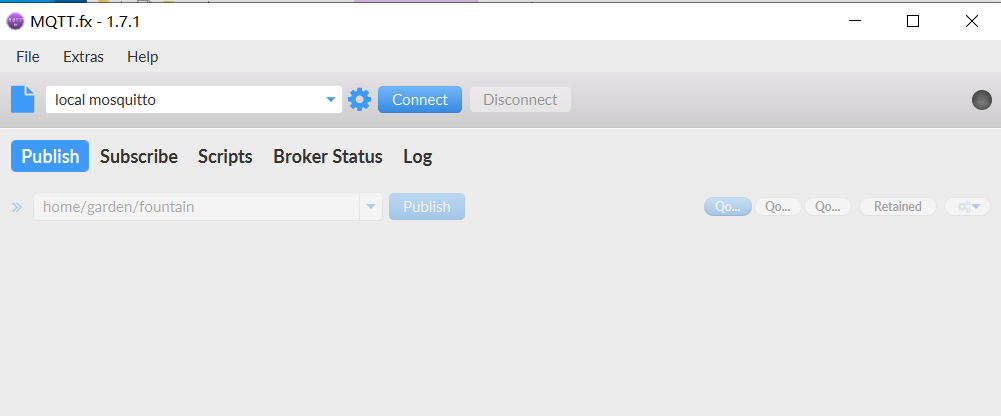 MQTT.fx - 1.7.1
File Extras Help
local mosquitto Connect Disconnect
Publish Subscribe Scripts Broker Status Log
home/garden/fountain Publish Qo... Qo... Qo... Retained